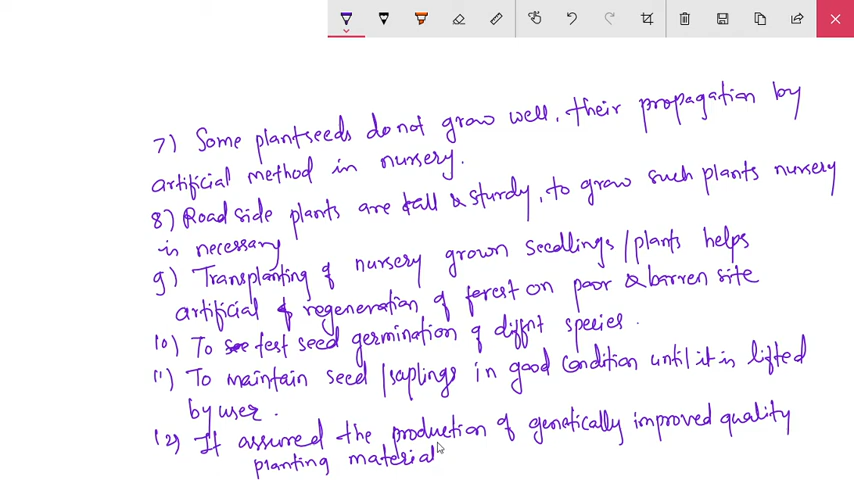 7) Some plantseeds do not grow well, their propagation by
artificial method in nursery.
8) Road side plants are tall & sturdy, to grow such plants nursery
is necessary
9) Transplanting of nursery grown seedlings/plants helps
artificial regeneration of forest on poor & barren site
10) To test seed germination of diffnt species.
11) To maintain seed/saplings in good condition until it is lifted
by user.
12) It assured the production of genetically improved quality
planting material